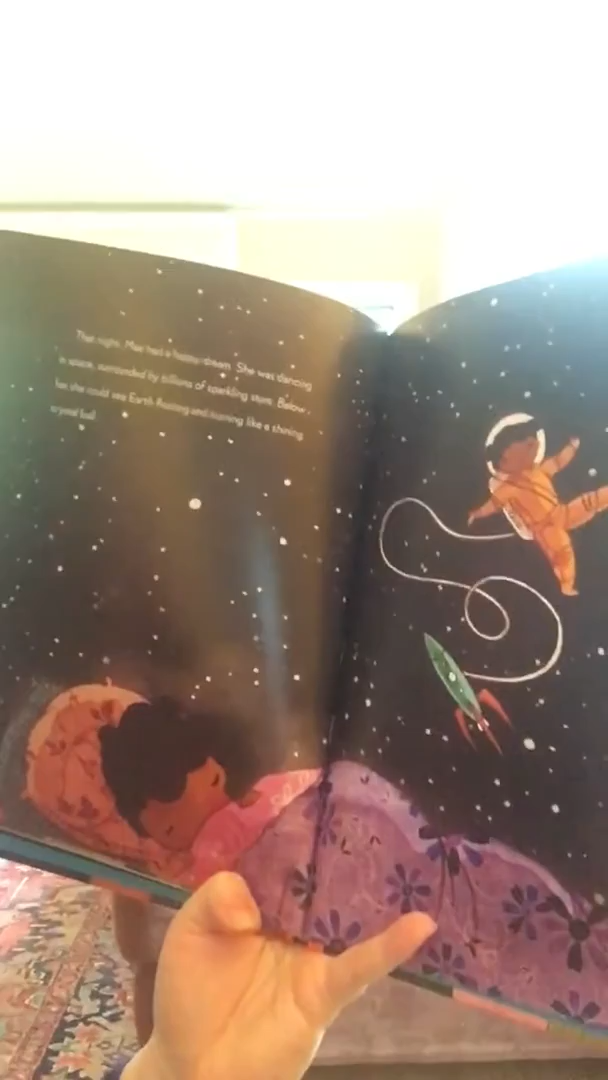 That night, Mae had a funny dream. She was dancing
in space, surrounded by billions of sparkling stars. Below
her she could see Earth floating and turning like a shining
crystal ball.